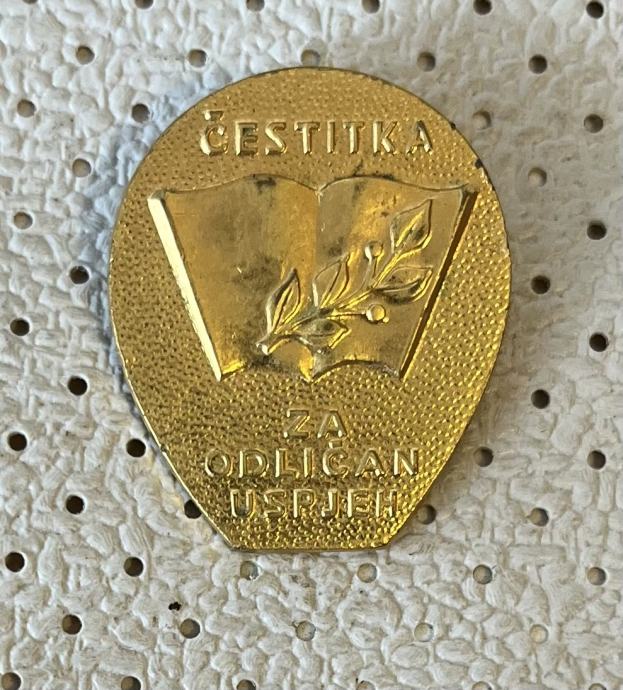 ČESTITKA
ZA
ODLIČAN
USPJEH